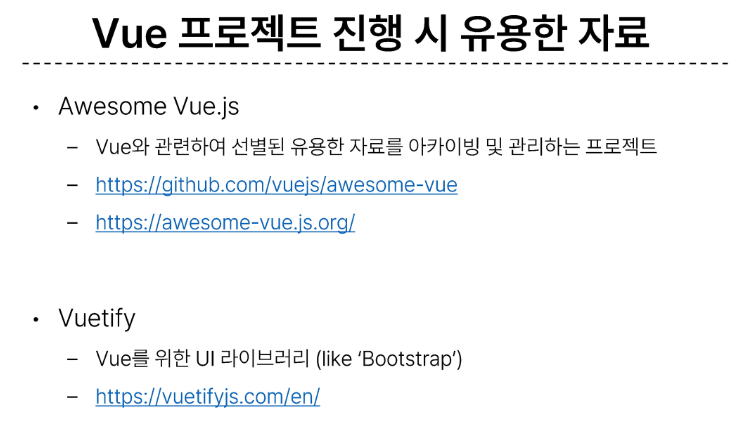 Vue 프로젝트 진행 시 유용한 자료
• Awesome Vue.js
– Vue와 관련하여 선별된 유용한 자료를 아카이빙 및 관리하는 프로젝트
– https://github.com/vuejs/awesome-vue
– https://awesome-vue.js.org/
• Vuetify
– Vue를 위한 UI 라이브러리 (like ‘Bootstrap’)
– https://vuetifyjs.com/en/